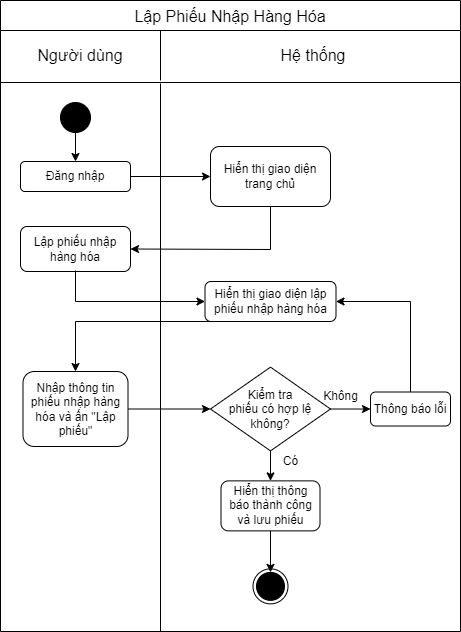 Lập Phiếu Nhập Hàng Hóa
Người dùng
Hệ thống
Đăng nhập
Hiển thị giao diện
trang chủ
Lập phiếu nhập
hàng hóa
Hiển thị giao diện lập
phiếu nhập hàng hóa
Nhập thông tin
phiếu nhập hàng
hóa và ấn "Lập
phiếu"
Kiểm tra
phiếu có hợp lệ
không?
Không
Thông báo lỗi
Có
Hiển thị thông
báo thành công
và lưu phiếu